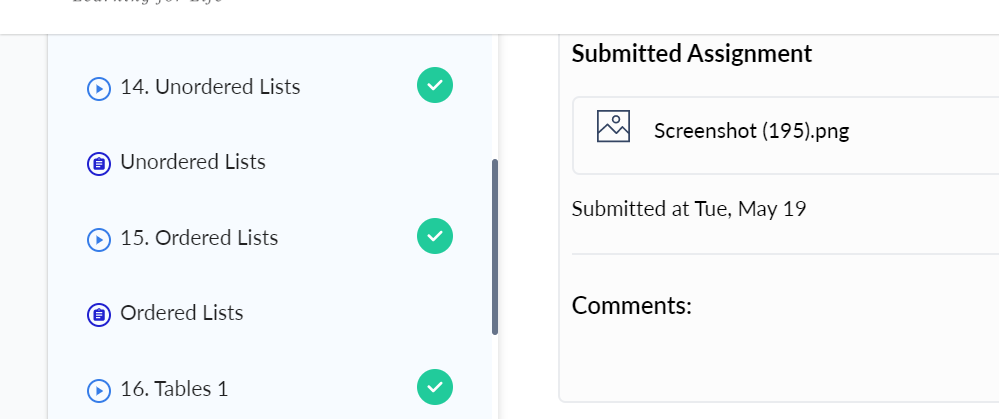 Learning for Life
14. Unordered Lists
Unordered Lists
15. Ordered Lists
Ordered Lists
16. Tables 1
Submitted Assignment
Screenshot (195).png
Submitted at Tue, May 19
Comments: